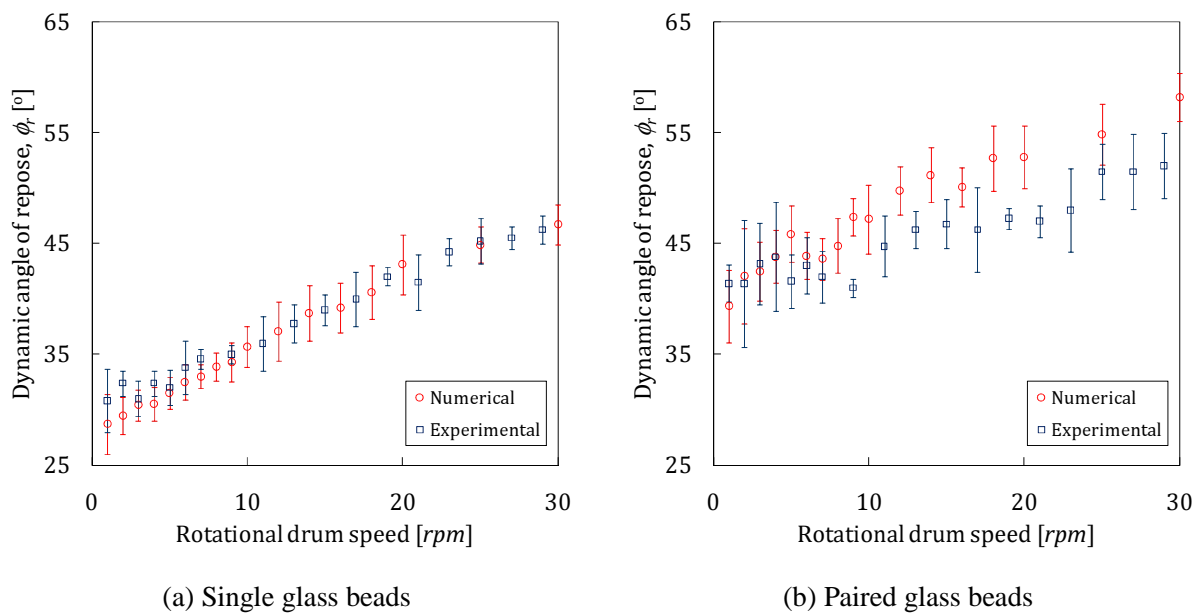 65
55
45
35
25
0
10
20
30
Dynamic angle of repose, ϕr [o]
Rotational drum speed [rpm]
Numerical
Experimental
(a) Single glass beads
65
55
45
35
25
0
10
20
30
Dynamic angle of repose, ϕr [o]
Rotational drum speed [rpm]
Numerical
Experimental
(b) Paired glass beads